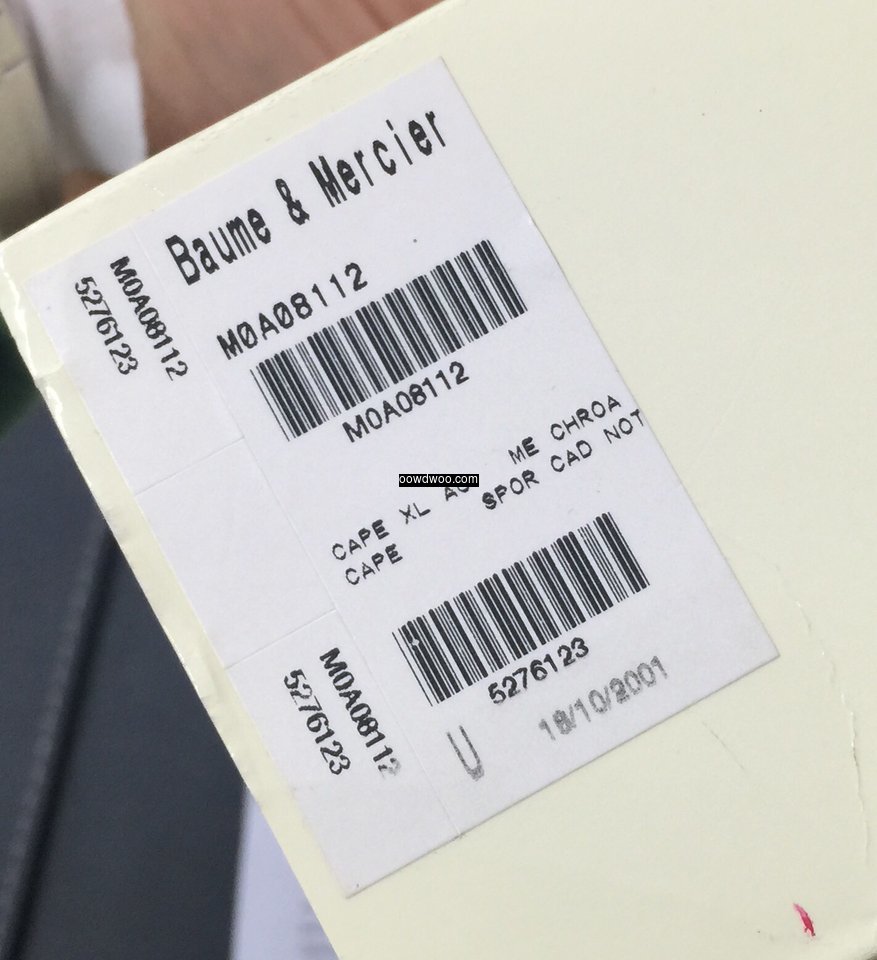 Baume & Mercier
M0A08112
M0A08112
M0A08112
5276123
CAPE XL ME CHROA
CAPE SPOR CAD NOT
oowdwoo.com
5276123
M0A08112
5276123
U 18/10/2001